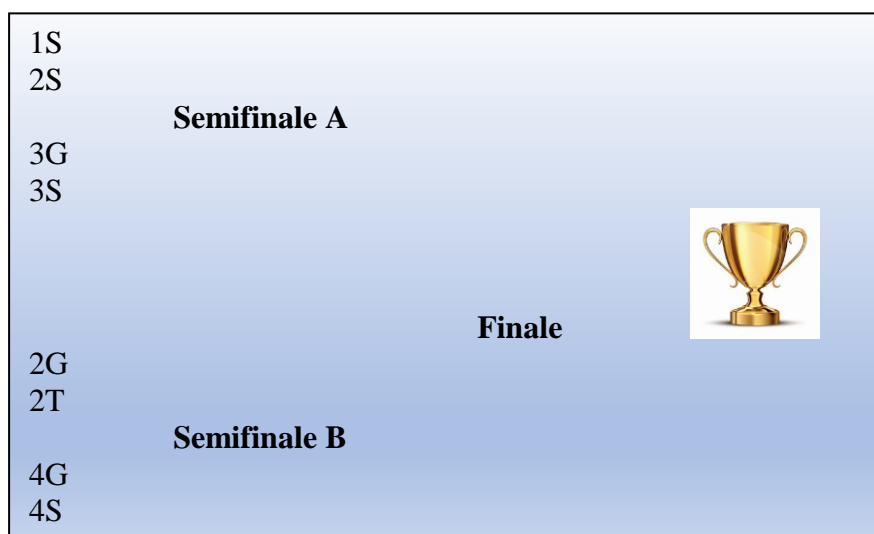 1S
2S
Semifinale A
3G
3S
Finale
2G
2T
Semifinale B
4G
4S